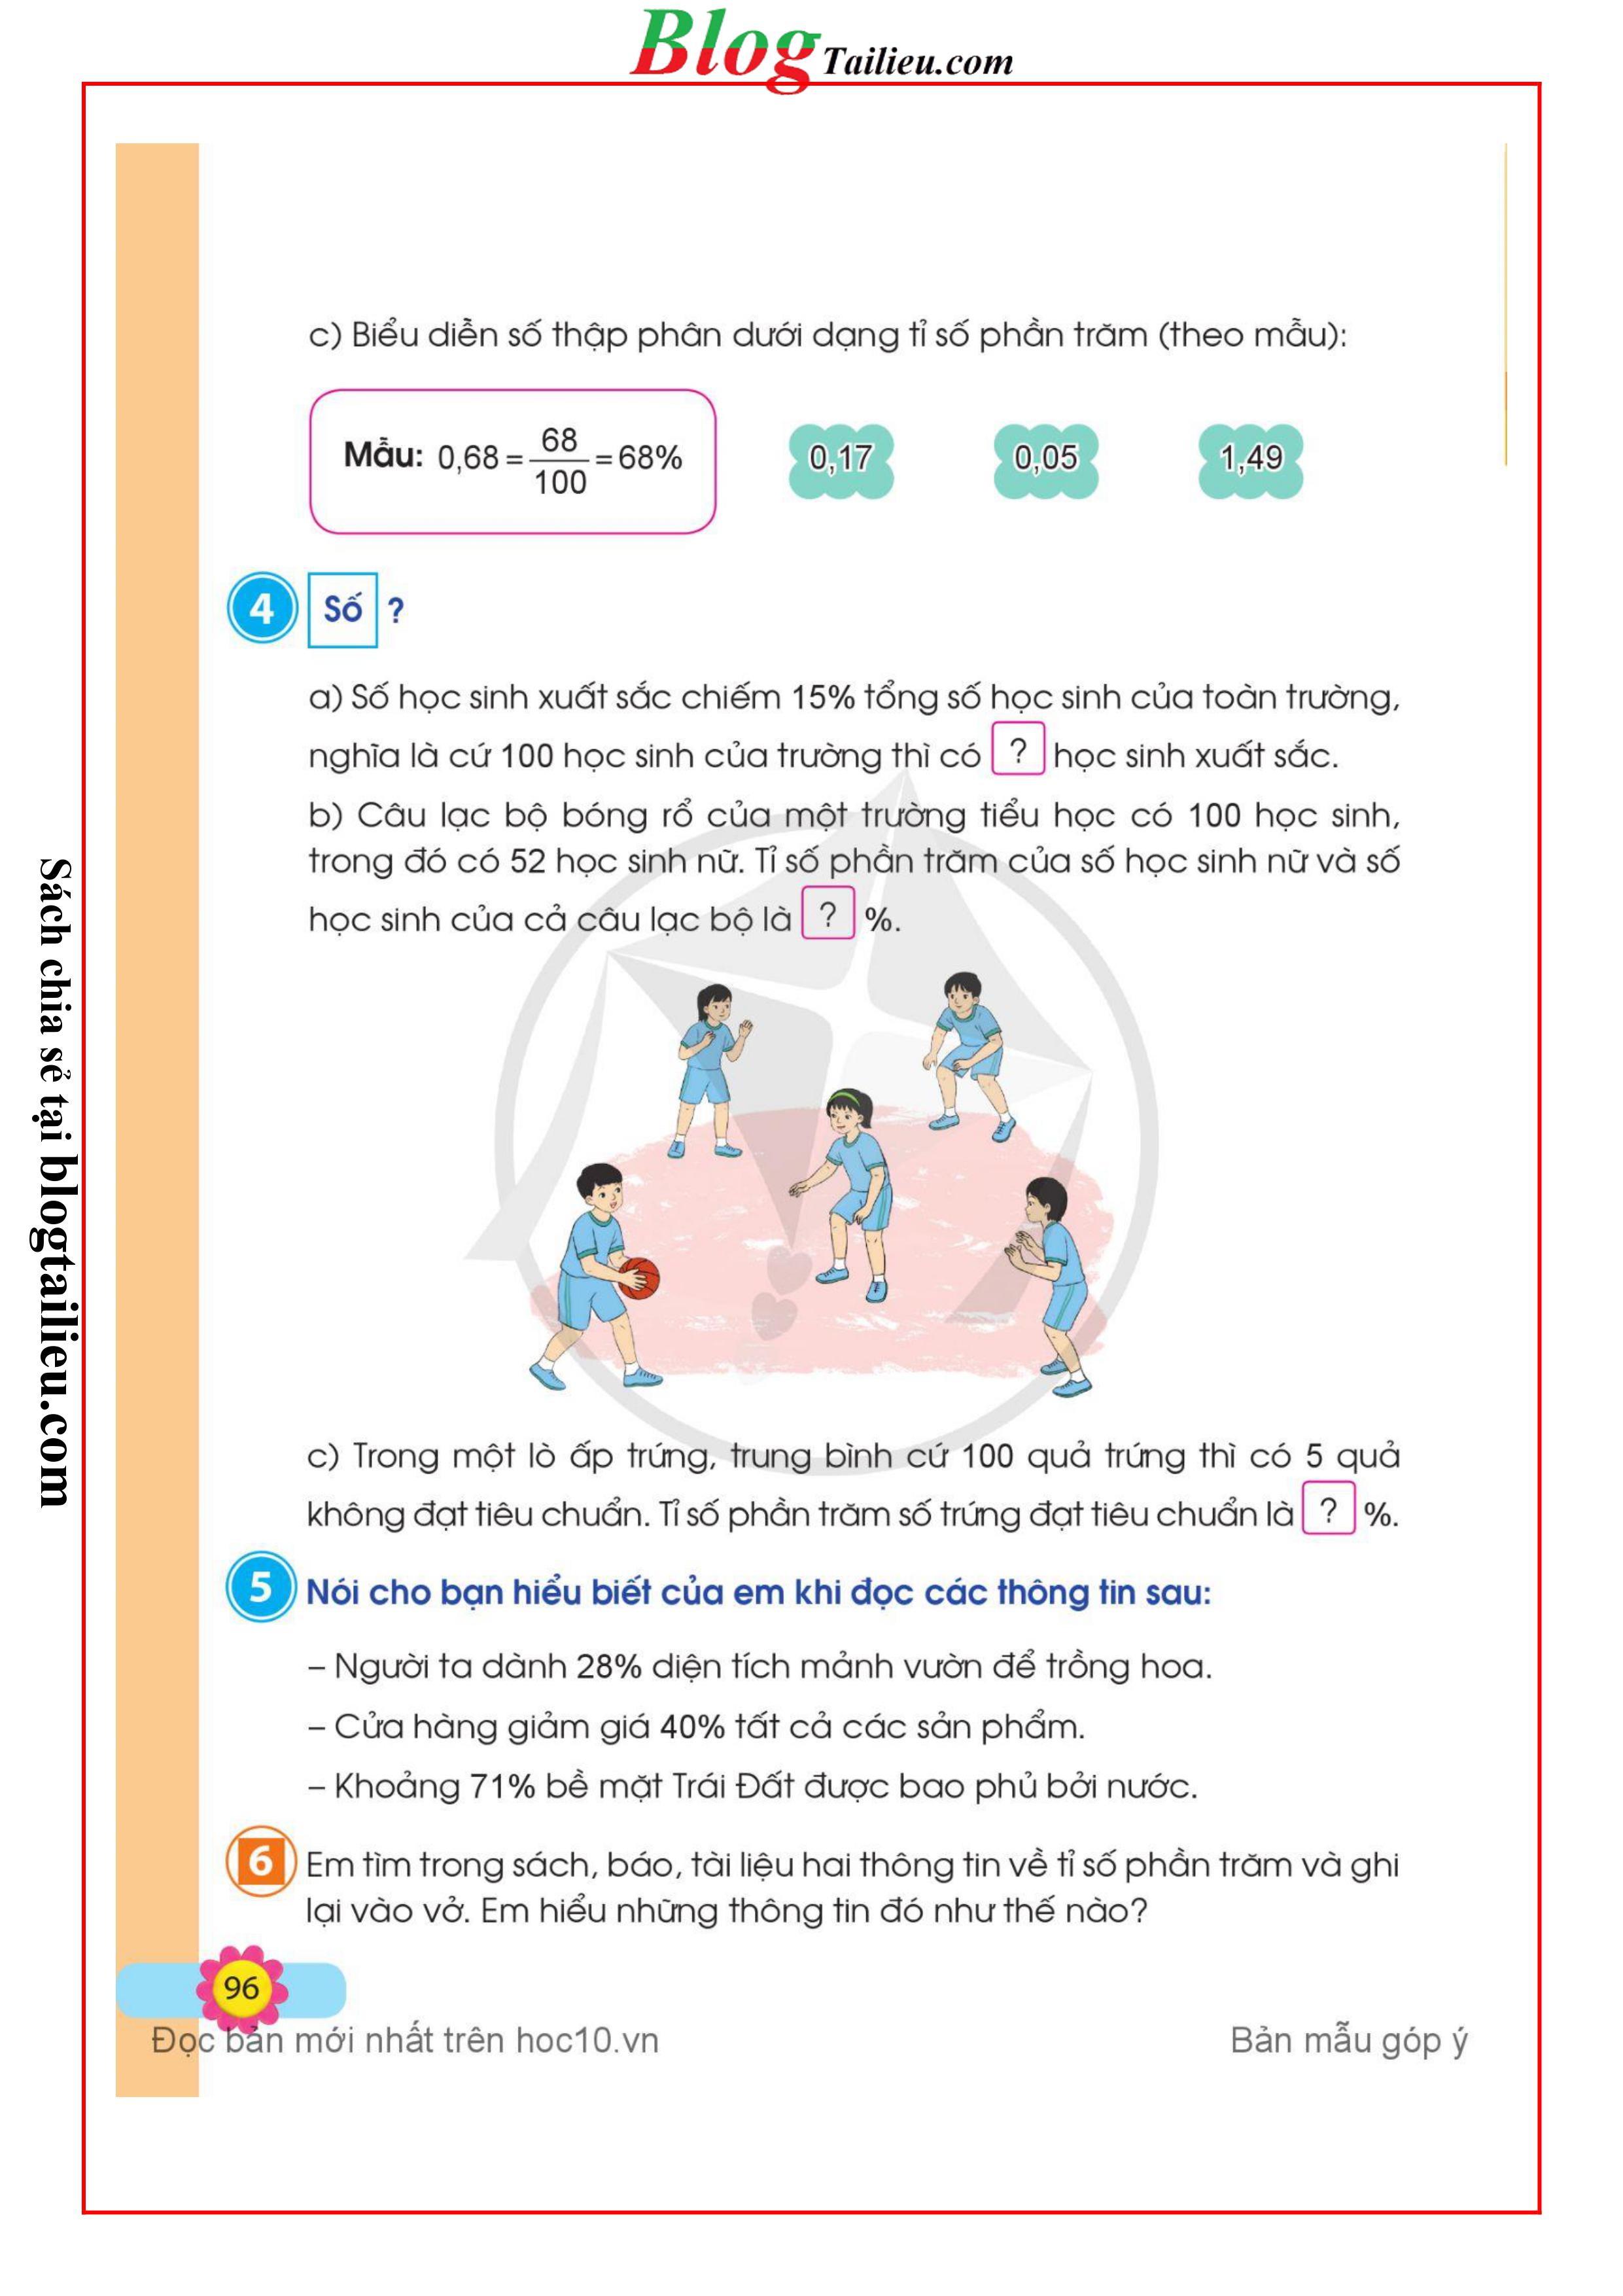 Blog Tailieu.com
c) Biểu diễn số thập phân dưới dạng tỉ số phần trăm (theo mẫu):
Mẫu: 0,68 = 68/100 = 68%
0,17
0,05
1,49
4 Số ?
a) Số học sinh xuất sắc chiếm 15% tổng số học sinh của toàn trường,
nghĩa là cứ 100 học sinh của trường thì có ? học sinh xuất sắc.
b) Câu lạc bộ bóng rổ của một trường tiểu học có 100 học sinh,
trong đó có 52 học sinh nữ. Tỉ số phần trăm của số học sinh nữ và số
học sinh của cả câu lạc bộ là ? %.
c) Trong một lò ấp trứng, trung bình cứ 100 quả trứng thì có 5 quả
không đạt tiêu chuẩn. Tỉ số phần trăm số trứng đạt tiêu chuẩn là ? %.
5 Nói cho bạn hiểu biết của em khi đọc các thông tin sau:
– Người ta dành 28% diện tích mảnh vườn để trồng hoa.
– Cửa hàng giảm giá 40% tất cả các sản phẩm.
– Khoảng 71% bề mặt Trái Đất được bao phủ bởi nước.
6 Em tìm trong sách, báo, tài liệu hai thông tin về tỉ số phần trăm và ghi
lại vào vở. Em hiểu những thông tin đó như thế nào?
96
Đọc bản mới nhất trên hoc10.vn
Bản mẫu góp ý
Sách chia sẻ tại blogtailieu.com